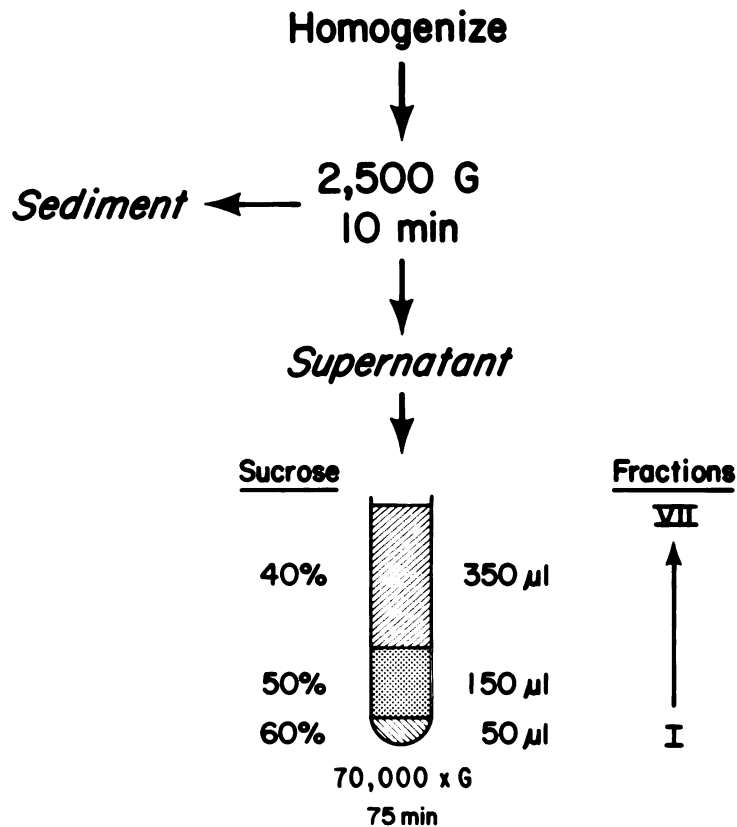 Homogenize
2,500 G
Sediment
10 min
Supernatant
Sucrose Fractions
VII
40% 350 µl
50% 150 µl
60% 50 µl I
70,000 x G
75 min